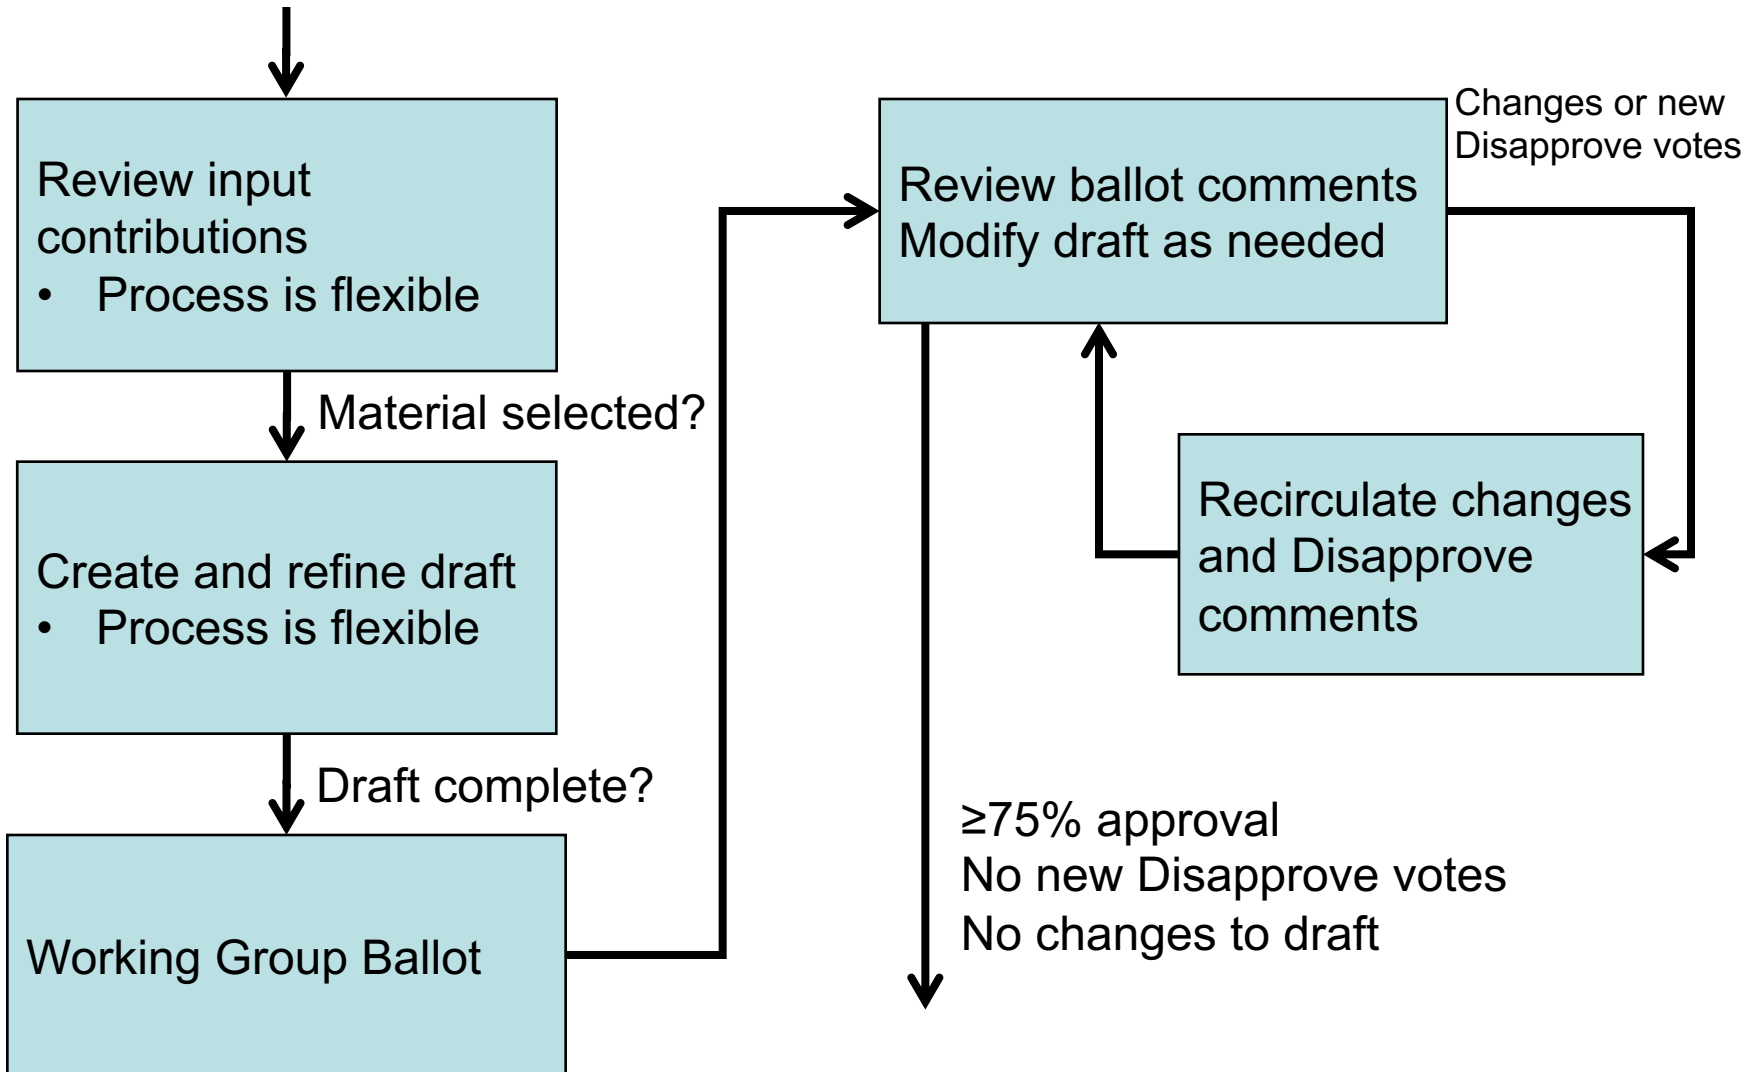 Review input
contributions
• Process is flexible
Material selected?
Create and refine draft
• Process is flexible
Draft complete?
Working Group Ballot
Review ballot comments
Modify draft as needed
Changes or new
Disapprove votes
Recirculate changes
and Disapprove
comments
≥75% approval
No new Disapprove votes
No changes to draft